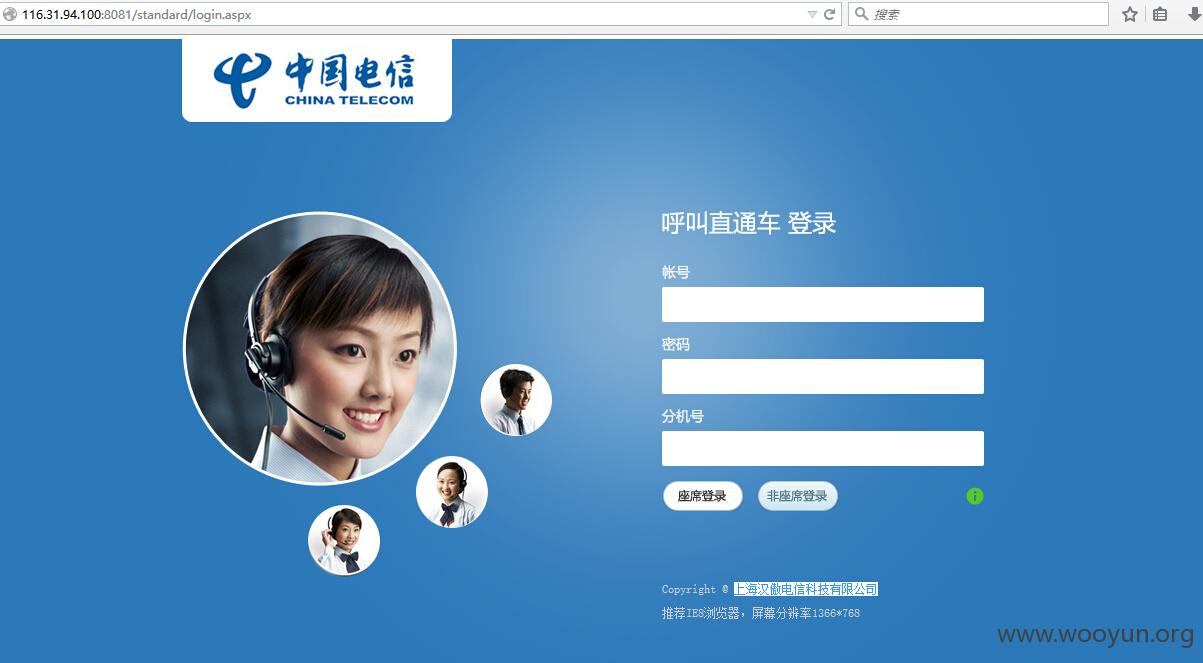 116.31.94.100:8081/standard/login.aspx
搜索
中国电信
CHINA TELECOM
呼叫直通车 登录
帐号
密码
分机号
座席登录 非座席登录
Copyright @ 上海汉傲电信科技有限公司
推荐IE8浏览器，屏幕分辨率1366*768
www.wooyun.org